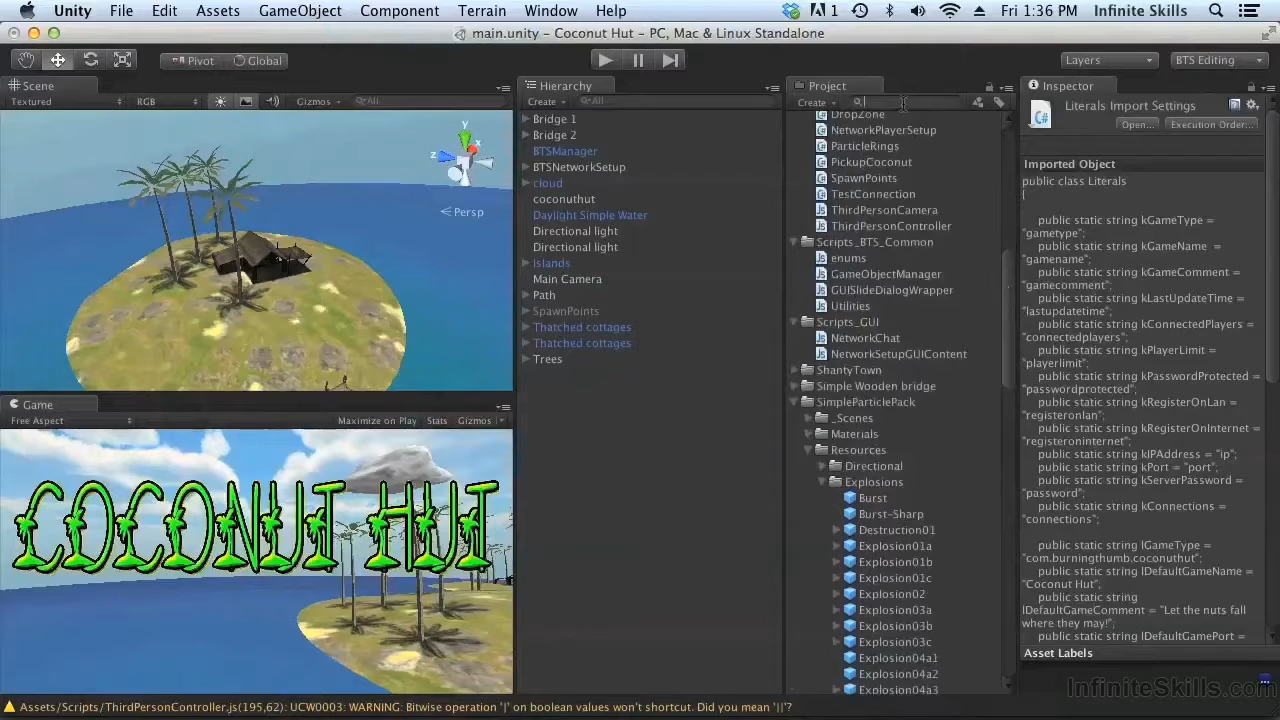 Unity File Edit Assets GameObject Component Terrain Window Help 1 Fri 1:36 PM Infinite Skills
main.unity - Coconut Hut - PC, Mac & Linux Standalone
Pivot Global Layers BTS Editing
Scene
Textured RGB Gizmos All
y
z x
Persp
Game
Free Aspect Maximize on Play Stats Gizmos
COCONUT HUT
Hierarchy
Create All
Bridge 1
Bridge 2
BTSManager
BTSNetworkSetup
cloud
coconuthut
Daylight Simple Water
Directional light
Directional light
Islands
Main Camera
Path
SpawnPoints
Thatched cottages
Thatched cottages
Trees
Project
Create
DropZone
NetworkPlayerSetup
ParticleRings
PickupCoconut
SpawnPoints
TestConnection
ThirdPersonCamera
ThirdPersonController
Scripts_BTS_Common
enums
GameObjectManager
GUISlideDialogWrapper
Utilities
Scripts_GUI
NetworkChat
NetworkSetupGUIContent
ShantyTown
Simple Wooden bridge
SimpleParticlePack
_Scenes
Materials
Resources
Directional
Explosions
Burst
Burst-Sharp
Destruction01
Explosion01a
Explosion01b
Explosion01c
Explosion02
Explosion03a
Explosion03b
Explosion03c
Explosion04a1
Explosion04a2
Explosion04a3
Inspector
Literals Import Settings
Open... Execution Order...
Imported Object
public class Literals
{
public static string kGameType =
"gametype";
public static string kGameName =
"gamename";
public static string kGameComment =
"gamecomment";
public static string kLastUpdateTime =
"lastupdatetime";
public static string kConnectedPlayers =
"connectedplayers";
public static string kPlayerLimit =
"playerlimit";
public static string kPasswordProtected =
"passwordprotected";
public static string kRegisterOnLan =
"registeronlan";
public static string kRegisterOnInternet =
"registeroninternet";
public static string kIPAddress = "ip";
public static string kPort = "port";
public static string kServerPassword =
"password";
public static string kConnections =
"connections";
public static string lGameType =
"com.burningthumb.coconuthut";
public static string lDefaultGameName =
"Coconut Hut";
public static string
lDefaultGameComment = "Let the nuts fall
where they may!";
public static string lDefaultGamePort =
Asset Labels
InfiniteSkills.com
Assets/Scripts/ThirdPersonController.js(195,62): UCW0003: WARNING: Bitwise operation '|' on boolean values won't shortcut. Did you mean '||'?